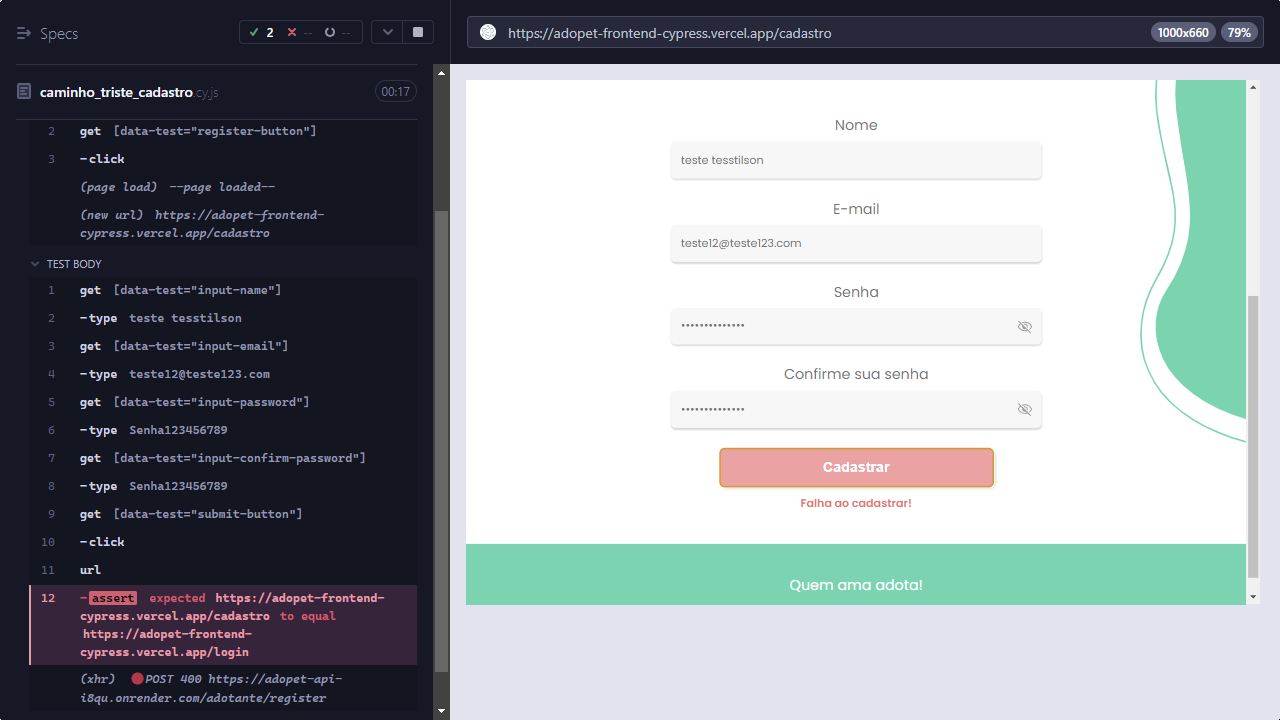 Specs
2
--
--
https://adopet-frontend-cypress.vercel.app/cadastro
1000x660
79%
caminho_triste_cadastro.cy.js
00:17
2 get [data-test="register-button"]
3 -click
(page load) --page loaded--
(new url) https://adopet-frontend-
cypress.vercel.app/cadastro
TEST BODY
1 get [data-test="input-name"]
2 -type teste tesstilson
3 get [data-test="input-email"]
4 -type teste12@teste123.com
5 get [data-test="input-password"]
6 -type Senha123456789
7 get [data-test="input-confirm-password"]
8 -type Senha123456789
9 get [data-test="submit-button"]
10 -click
11 url
12 -assert expected https://adopet-frontend-
cypress.vercel.app/cadastro to equal
https://adopet-frontend-
cypress.vercel.app/login
(xhr) POST 400 https://adopet-api-
i8qu.onrender.com/adotante/register
Nome
teste tesstilson
E-mail
teste12@teste123.com
Senha
••••••••••••••
Confirme sua senha
••••••••••••••
Cadastrar
Falha ao cadastrar!
Quem ama adota!